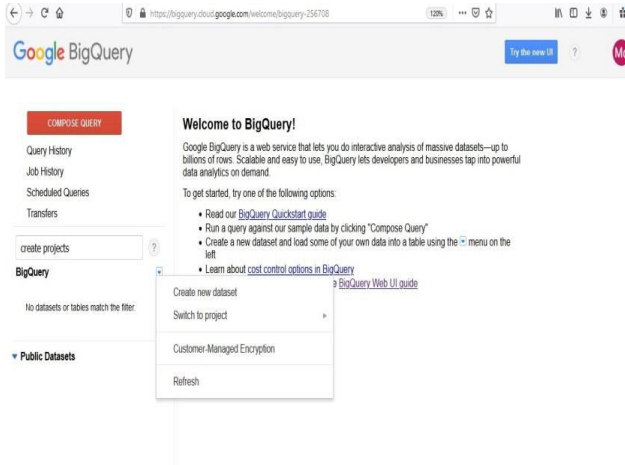 https://bigquery.cloud.google.com/welcome/bigquery-256708
120%
Google BigQuery
Try the new UI
?
COMPOSE QUERY
Query History
Job History
Scheduled Queries
Transfers
create projects
?
BigQuery
No datasets or tables match the filter.
Public Datasets
Welcome to BigQuery!
Google BigQuery is a web service that lets you do interactive analysis of massive datasets—up to
billions of rows. Scalable and easy to use, BigQuery lets developers and businesses tap into powerful
data analytics on demand.
To get started, try one of the following options:
• Read our BigQuery Quickstart guide
• Run a query against our sample data by clicking "Compose Query"
• Create a new dataset and load some of your own data into a table using the menu on the
left
• Learn about cost control options in BigQuery
BigQuery Web UI guide
Create new dataset
Switch to project
Customer-Managed Encryption
Refresh